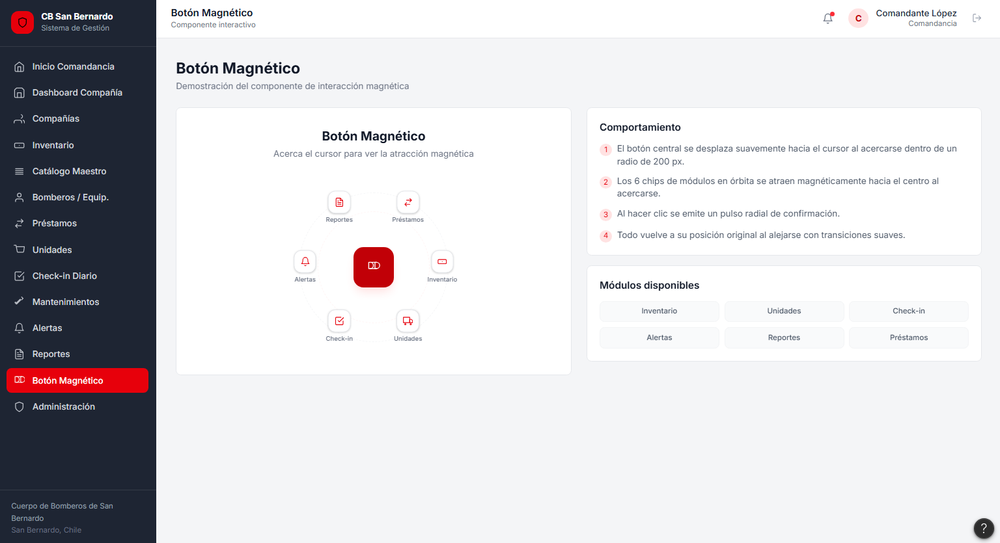 CB San Bernardo
Sistema de Gestión
Inicio Comandancia
Dashboard Compañía
Compañías
Inventario
Catálogo Maestro
Bomberos / Equip.
Préstamos
Unidades
Check-in Diario
Mantenimientos
Alertas
Reportes
Botón Magnético
Administración
Cuerpo de Bomberos de San
Bernardo
San Bernardo, Chile
Botón Magnético
Componente interactivo
C
Comandante López
Comandancia
Botón Magnético
Demostración del componente de interacción magnética
Botón Magnético
Acerca el cursor para ver la atracción magnética
Reportes
Préstamos
Alertas
Inventario
Check-in
Unidades
Comportamiento
1 El botón central se desplaza suavemente hacia el cursor al acercarse dentro de un
radio de 200 px.
2 Los 6 chips de módulos en órbita se atraen magnéticamente hacia el centro al
acercarse.
3 Al hacer clic se emite un pulso radial de confirmación.
4 Todo vuelve a su posición original al alejarse con transiciones suaves.
Módulos disponibles
Inventario
Unidades
Check-in
Alertas
Reportes
Préstamos
?